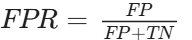 FPR = FP / (FP+TN)